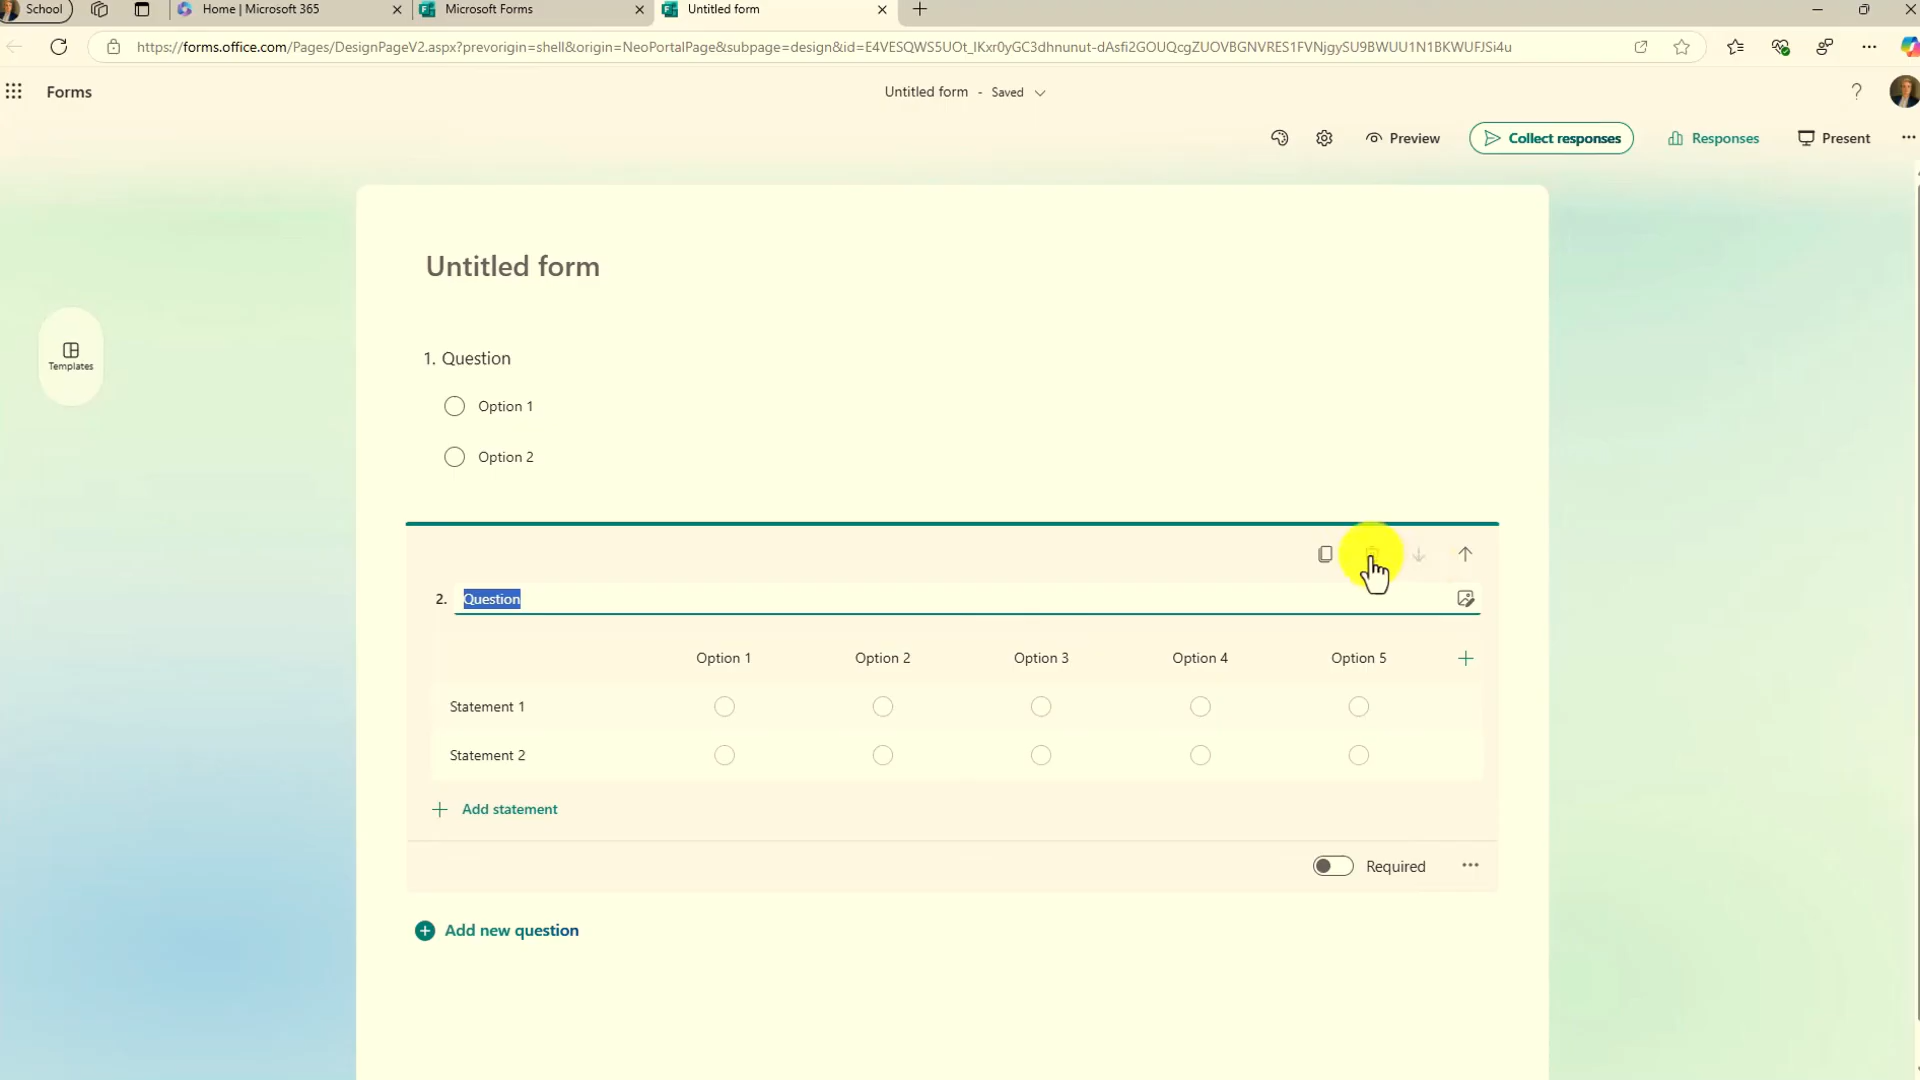 School
Home | Microsoft 365
Microsoft Forms
Untitled form
https://forms.office.com/Pages/DesignPageV2.aspx?prevorigin=shell&origin=NeoPortalPage&subpage=design&id=E4VESQWS5UOt_lKxr0yGC3dhnunut-dAsfi2GOUQcgZUOVBGNVRES1FVNjgySU9BWUU1N1BKWUFJSi4u
Forms
Untitled form - Saved
Preview
Collect responses
Responses
Present
Templates
Untitled form
1. Question
Option 1
Option 2
2. Question
Option 1 Option 2 Option 3 Option 4 Option 5
Statement 1
Statement 2
Add statement
Required
Add new question